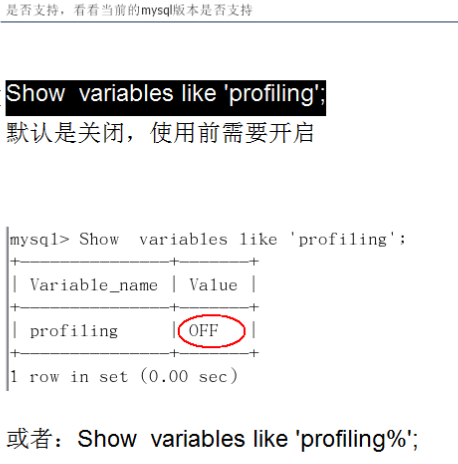 是否支持，看看当前的mysql版本是否支持
Show  variables like 'profiling';
默认是关闭，使用前需要开启
mysql> Show  variables like 'profiling';
+---------------+-------+
| Variable_name | Value |
+---------------+-------+
| profiling     | OFF   |
+---------------+-------+
1 row in set (0.00 sec)
或者：Show  variables like 'profiling%';